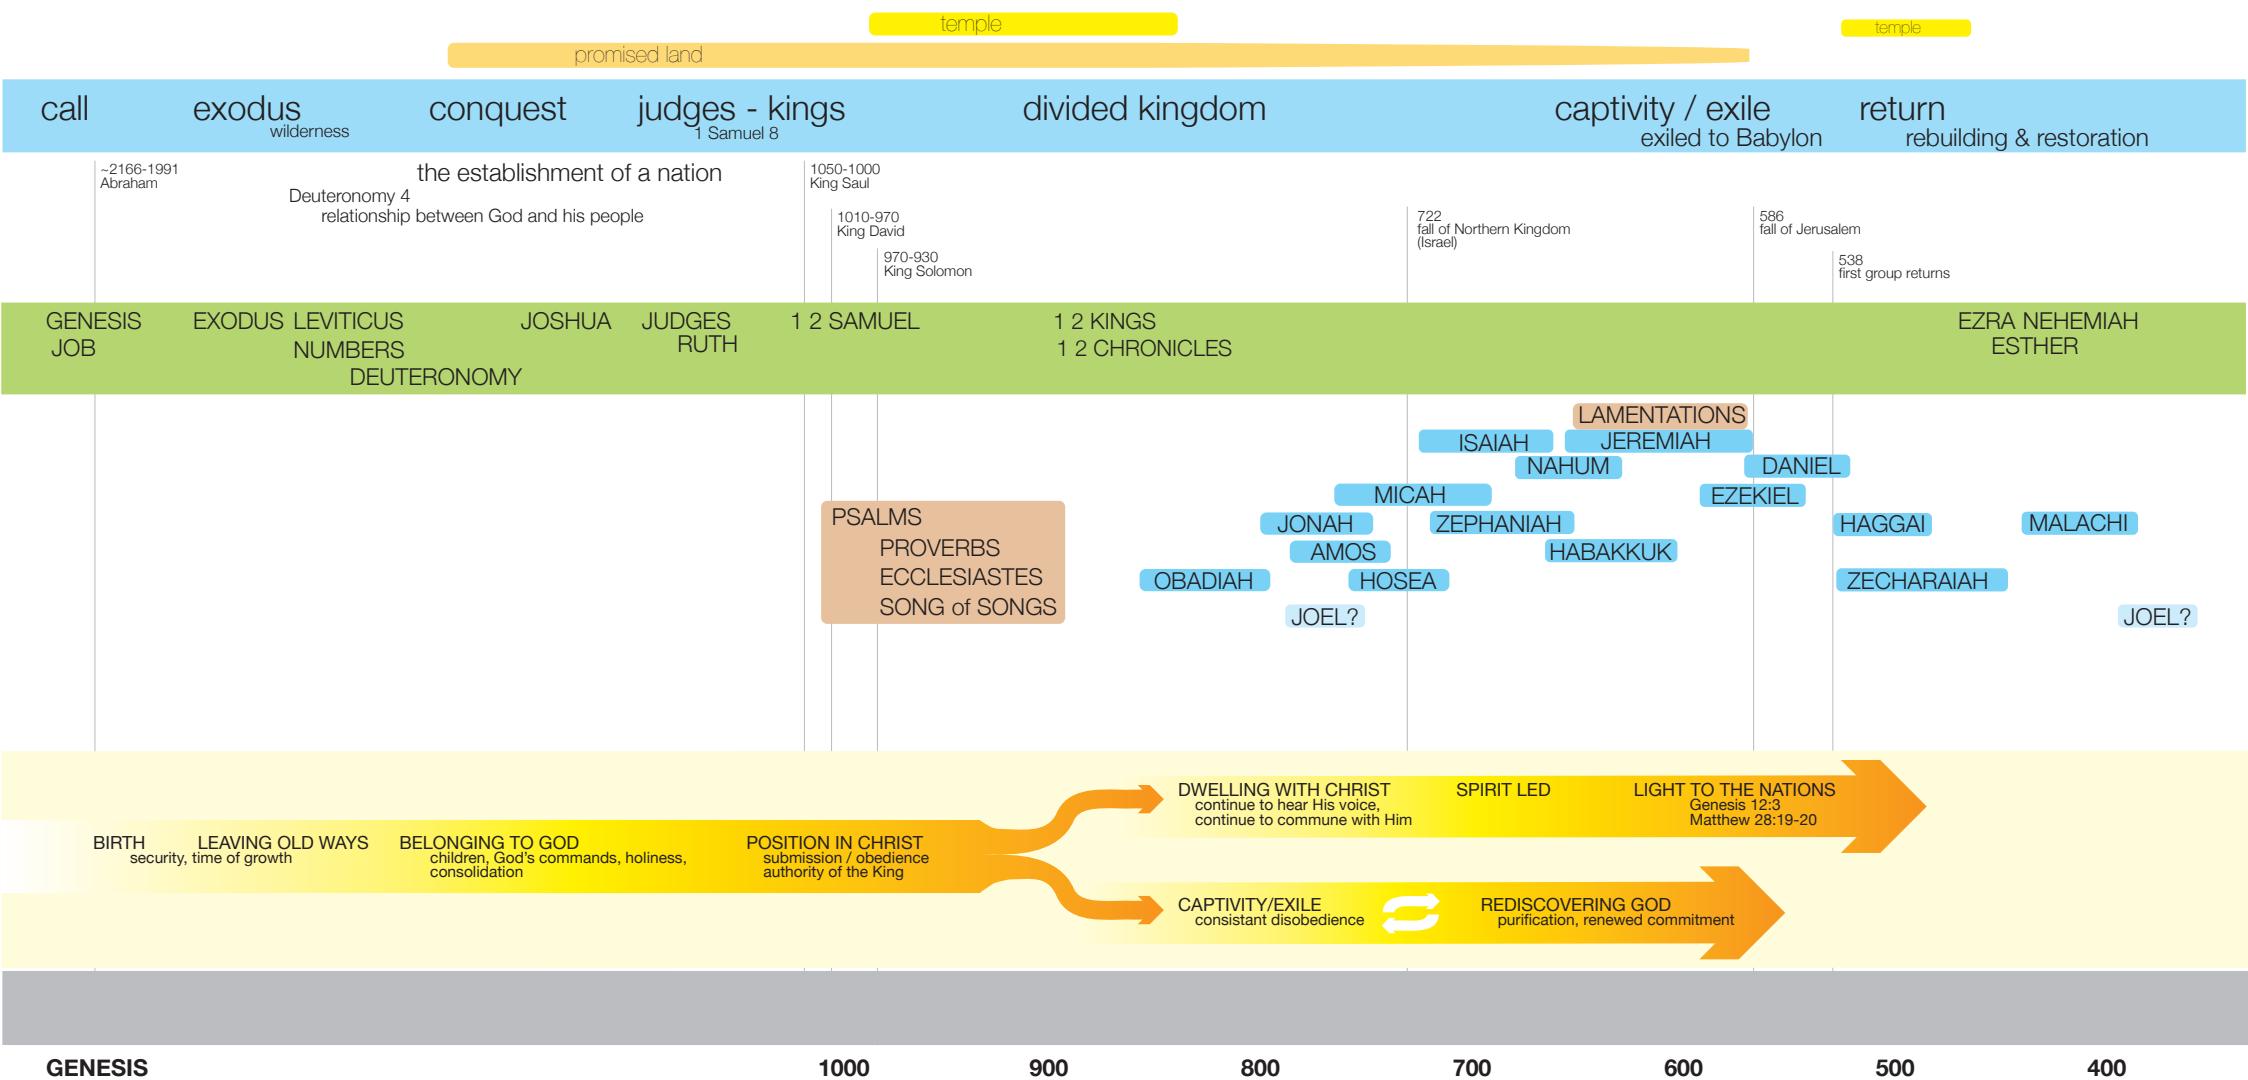 temple
temple
promised land
call
exodus
wilderness
conquest
judges - kings
1 Samuel 8
divided kingdom
captivity / exile
exiled to Babylon
return
rebuilding & restoration
~2166-1991
Abraham
the establishment of a nation
Deuteronomy 4
relationship between God and his people
1050-1000
King Saul
1010-970
King David
970-930
King Solomon
722
fall of Northern Kingdom
(Israel)
586
fall of Jerusalem
538
first group returns
GENESIS
JOB
EXODUS
LEVITICUS
NUMBERS
DEUTERONOMY
JOSHUA
JUDGES
RUTH
1 2 SAMUEL
1 2 KINGS
1 2 CHRONICLES
EZRA NEHEMIAH
ESTHER
LAMENTATIONS
ISAIAH
JEREMIAH
NAHUM
DANIEL
MICAH
EZEKIEL
PSALMS
PROVERBS
ECCLESIASTES
SONG of SONGS
JONAH
ZEPHANIAH
HAGGAI
MALACHI
AMOS
HABAKKUK
OBADIAH
HOSEA
ZECHARAIAH
JOEL?
JOEL?
BIRTH
security, time of growth
LEAVING OLD WAYS
BELONGING TO GOD
children, God's commands, holiness,
consolidation
POSITION IN CHRIST
submission / obedience
authority of the King
DWELLING WITH CHRIST
continue to hear His voice,
continue to commune with Him
SPIRIT LED
LIGHT TO THE NATIONS
Genesis 12:3
Matthew 28:19-20
CAPTIVITY/EXILE
consistant disobedience
REDISCOVERING GOD
purification, renewed commitment
GENESIS
1000
900
800
700
600
500
400